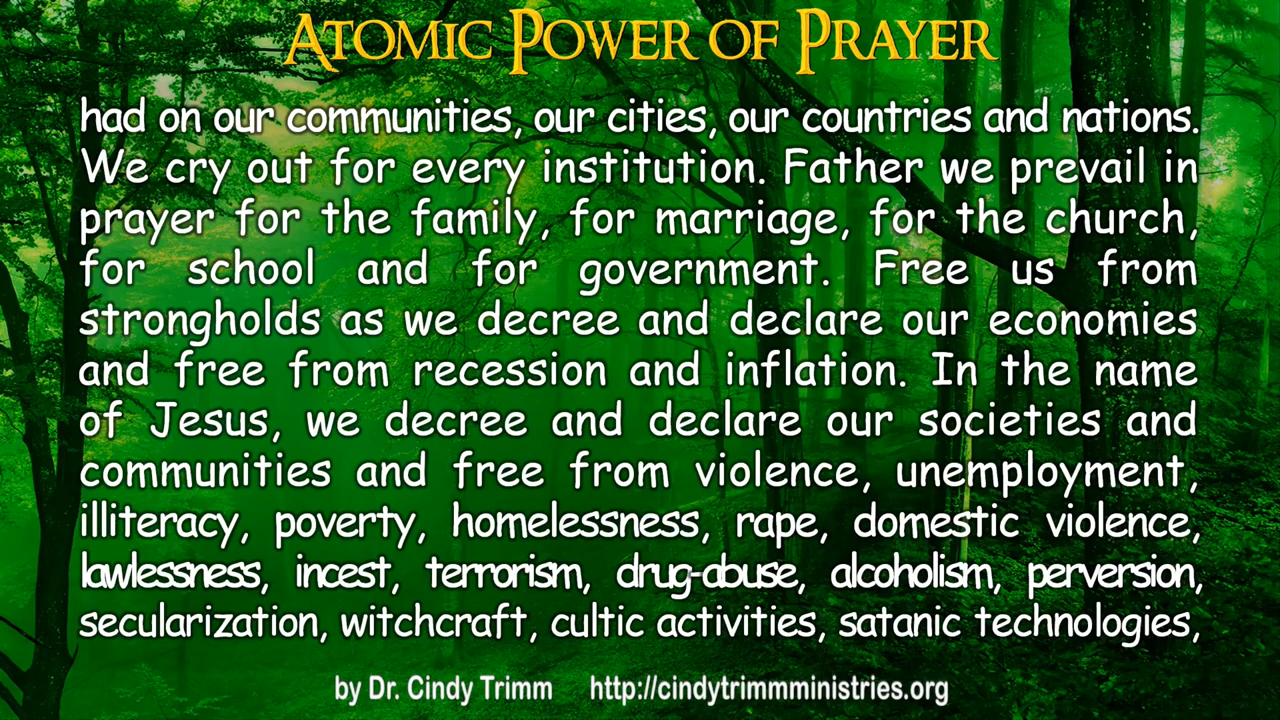 ATOMIC POWER OF PRAYER
had on our communities, our cities, our countries and nations.
We cry out for every institution. Father we prevail in
prayer for the family, for marriage, for the church,
for school and for government. Free us from
strongholds as we decree and declare our economies
and free from recession and inflation. In the name
of Jesus, we decree and declare our societies and
communities and free from violence, unemployment,
illiteracy, poverty, homelessness, rape, domestic violence,
lawlessness, incest, terrorism, drug-abuse, alcoholism, perversion,
secularization, witchcraft, cultic activities, satanic technologies,
by Dr. Cindy Trimm http://cindytrimmministries.org